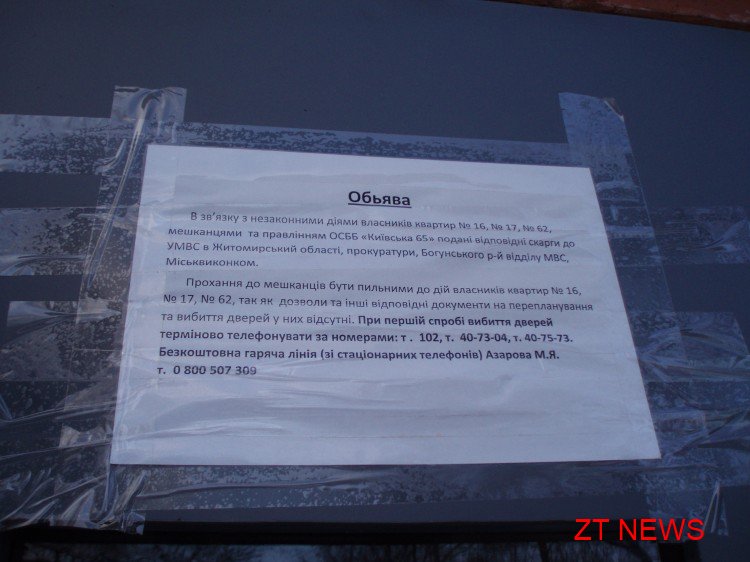 Обьява
В зв'язку з незаконними діями власників квартир № 16, № 17, № 62,
мешканцями та правлінням ОСББ «Київська 65» подані відповідні скарги до
УМВС в Житомирський області, прокуратури, Богунського р-й відділу МВС,
Міськвиконком.
Прохання до мешканців бути пильними до дій власників квартир № 16,
№ 17, № 62, так як дозволи та інші відповідні документи на перепланування
та вибиття дверей у них відсутні. При першій спробі вибиття дверей
терміново телефонувати за номерами: т . 102, т. 40-73-04, т. 40-75-73.
Безкоштовна гаряча лінія (зі стаціонарних телефонів) Азарова М.Я.
т. 0 800 507 309
ZT NEWS